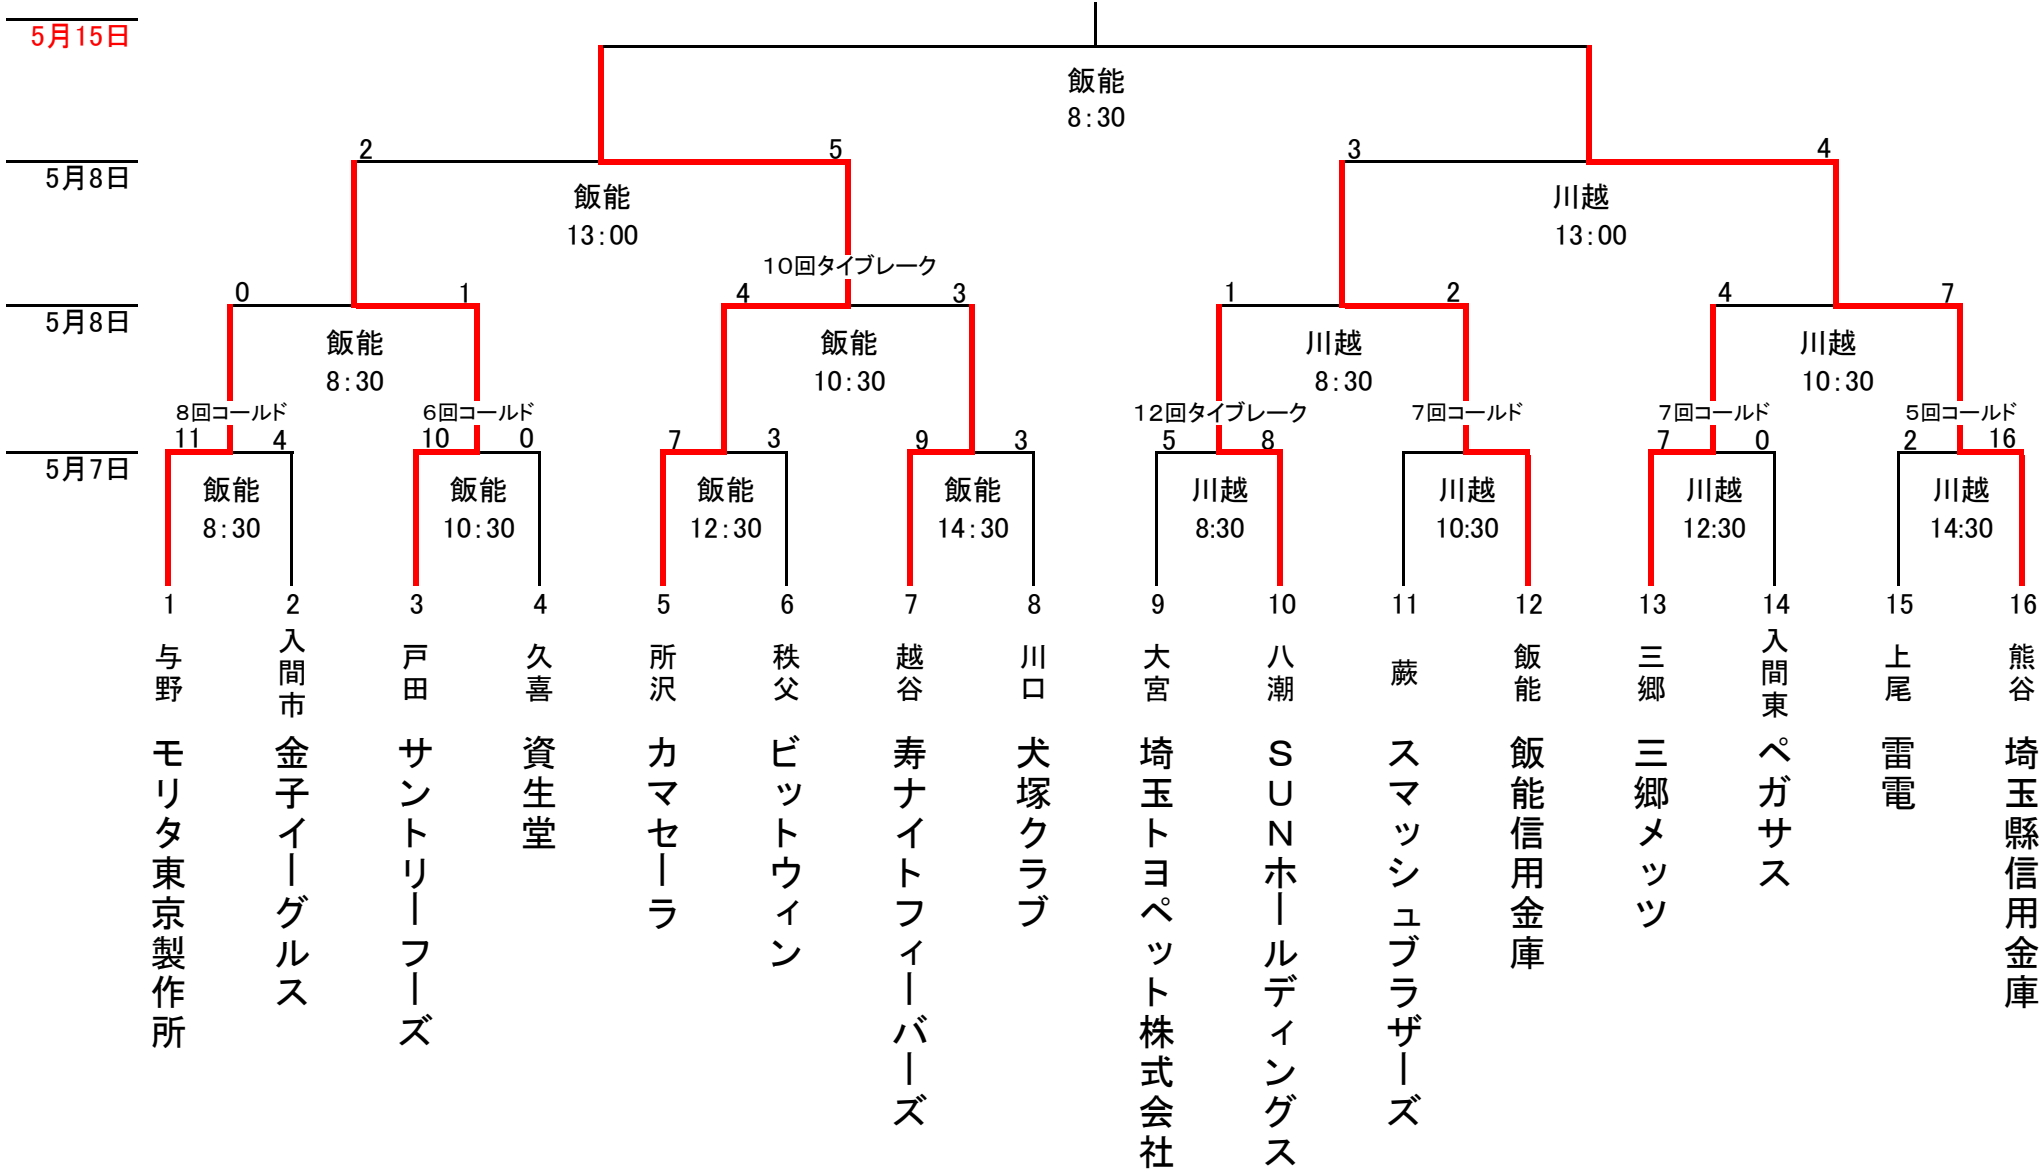 5月15日
飯能
8:30
2 5 3 4
5月8日
飯能 川越
13:00 13:00
10回タイブレーク
0 1 4 3 1 2 4 7
5月8日
飯能 飯能 川越 川越
8:30 10:30 8:30 10:30
8回コールド 6回コールド 12回タイブレーク 7回コールド 7回コールド 5回コールド
11 4 10 0 7 3 9 3 5 8 7 0 2 16
5月7日
飯能 飯能 飯能 飯能 川越 川越 川越 川越
8:30 10:30 12:30 14:30 8:30 10:30 12:30 14:30
1 2 3 4 5 6 7 8 9 10 11 12 13 14 15 16
与野
モリタ東京製作所
入間市
金子イーグルス
戸田
サントリーフーズ
久喜
資生堂
所沢
カマセーラ
秩父
ビットウィン
越谷
寿ナイトフィーバーズ
川口
犬塚クラブ
大宮
埼玉トヨペット株式会社
八潮
SUNホールディングス
蕨
スマッシュブラザーズ
飯能
飯能信用金庫
三郷
三郷メッツ
入間東
ペガサス
上尾
雷電
熊谷
埼玉縣信用金庫